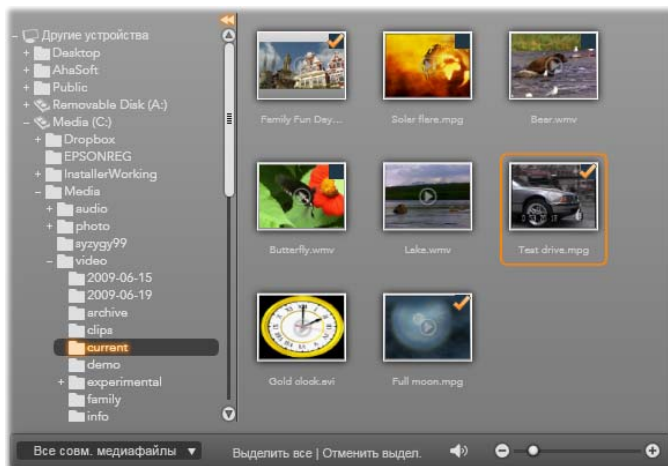 – Другие устройства
+ Desktop
+ AhaSoft
+ Public
+ Removable Disk (A:)
– Media (C:)
+ Dropbox
EPSONREG
+ InstallerWorking
– Media
+ audio
+ photo
ayzygy99
– video
2009-06-15
2009-06-19
archive
clips
current
demo
+ experimental
family
info
Family Fun Day...
Solar flare.mpg
Bear.wmv
Butterfly.wmv
Lake.wmv
Test drive.mpg
Gold clock.avi
Full moon.mpg
Все совм. медиафайлы
Выделить все | Отменить выдел.